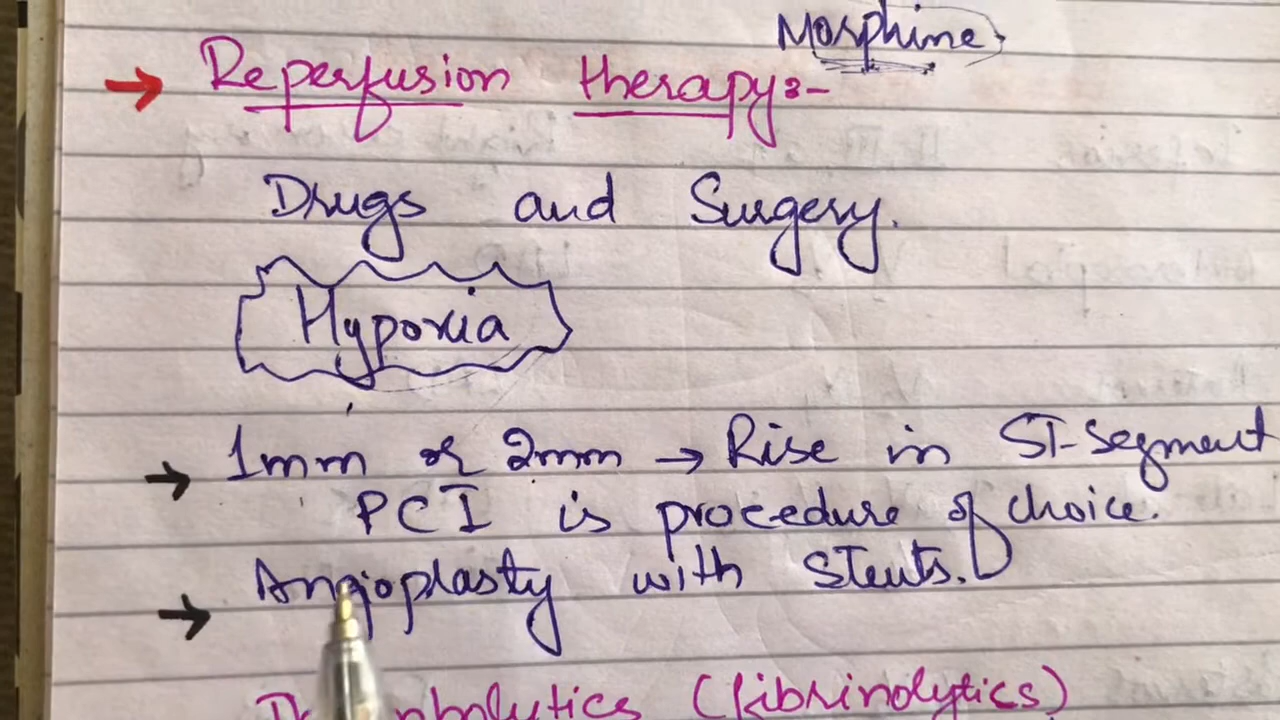 Morphine
→ Reperfusion therapy:-
Drugs and Surgery.
Hypoxia
→ 1mm or 2mm → Rise in ST-Segment
PCI is procedure of choice.
→ Angioplasty with Stents.
(fibrinolytics)